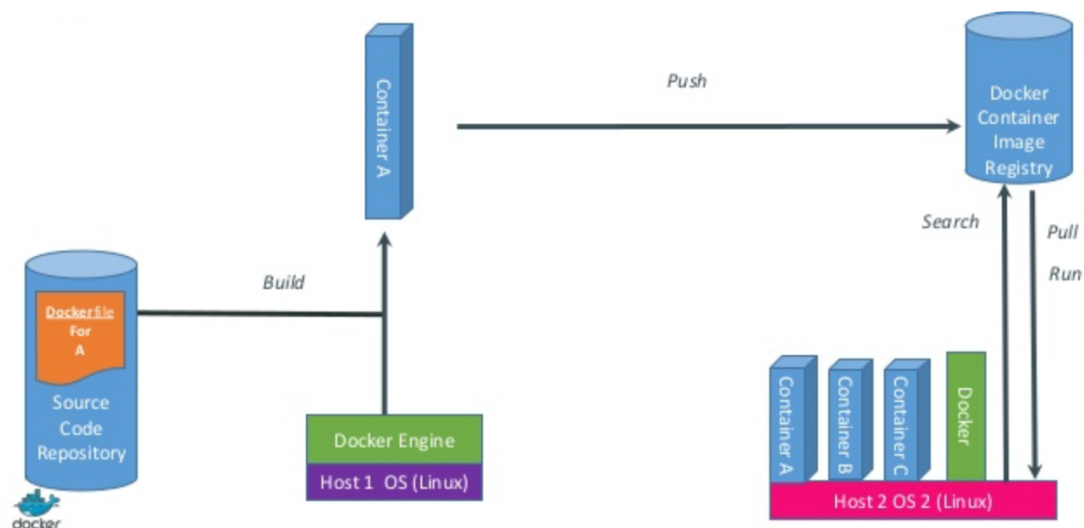 Container A
Push
Docker
Container
Image
Registry
Search
Pull
Run
Build
Dockerfile
For
A
Source
Code
Repository
Docker Engine
Host 1 OS (Linux)
Container A
Container B
Container C
Docker
Host 2 OS 2 (Linux)
docker